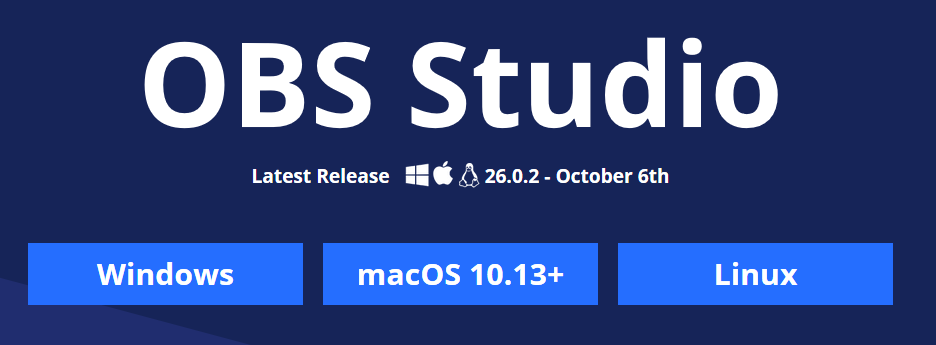 OBS Studio
Latest Release 26.0.2 - October 6th
Windows
macOS 10.13+
Linux